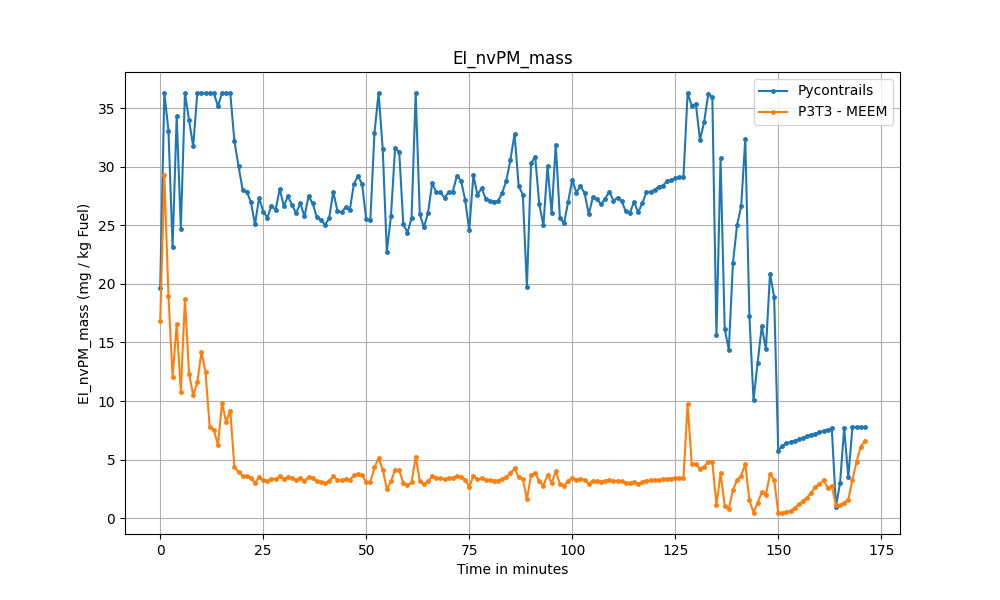 EI_nvPM_mass
Pycontrails
P3T3 - MEEM
EI_nvPM_mass (mg / kg Fuel)
35
30
25
20
15
10
5
0
0 25 50 75 100 125 150 175
Time in minutes